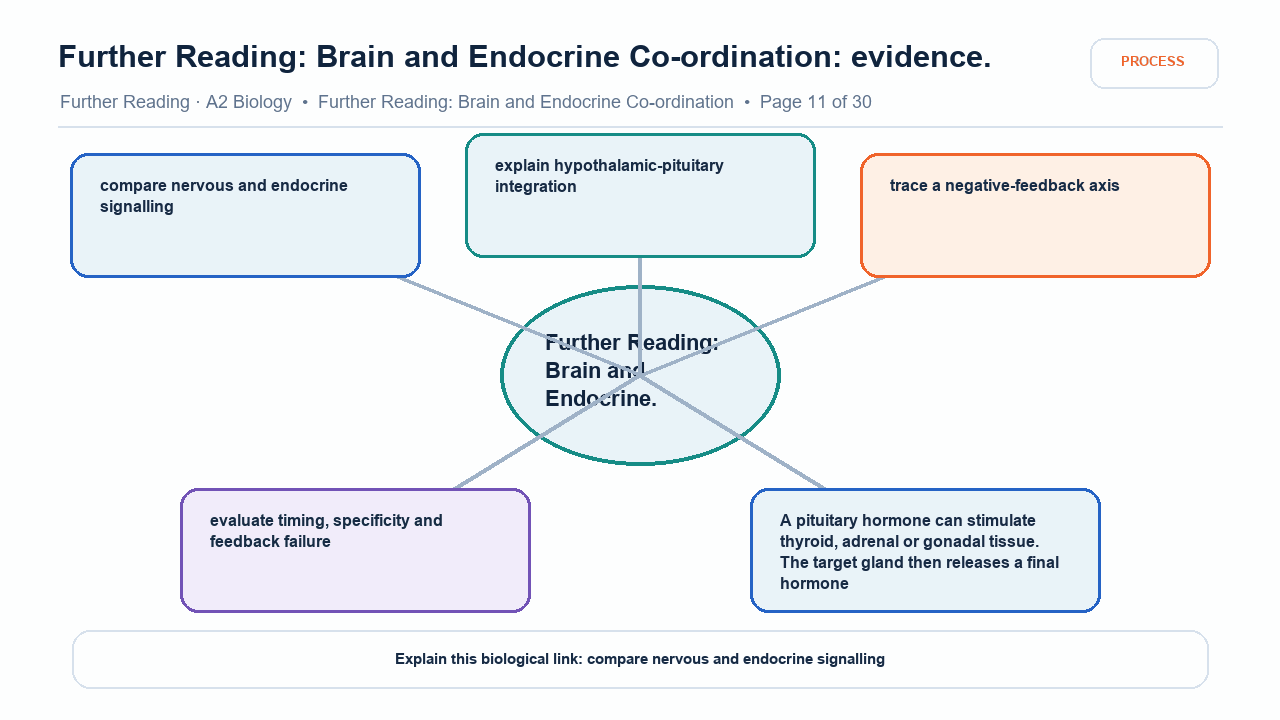 Further Reading: Brain and Endocrine Co-ordination: evidence.
PROCESS
Further Reading · A2 Biology • Further Reading: Brain and Endocrine Co-ordination • Page 11 of 30
compare nervous and endocrine
signalling
explain hypothalamic-pituitary
integration
trace a negative-feedback axis
Further Reading:
Brain and
Endocrine.
evaluate timing, specificity and
feedback failure
A pituitary hormone can stimulate
thyroid, adrenal or gonadal tissue.
The target gland then releases a final
hormone
Explain this biological link: compare nervous and endocrine signalling